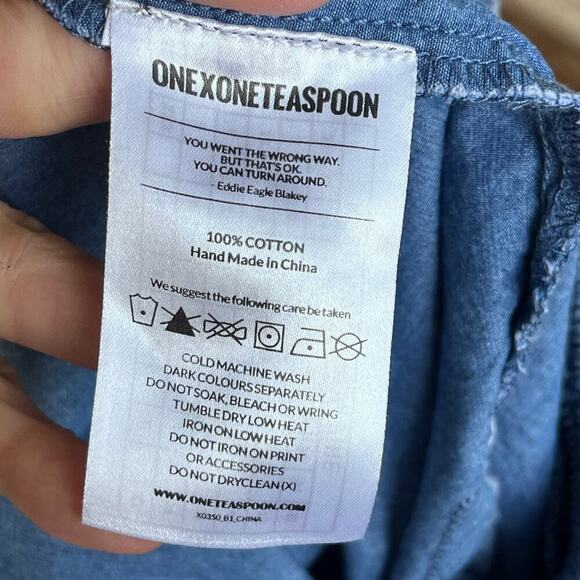 ONEXONETEASPOON
YOU WENT THE WRONG WAY.
BUT THAT'S OK.
YOU CAN TURN AROUND.
- Eddie Eagle Blakey
100% COTTON
Hand Made in China
We suggest the following care be taken
COLD MACHINE WASH
DARK COLOURS SEPARATELY
DO NOT SOAK, BLEACH OR WRING
TUMBLE DRY LOW HEAT
IRON ON LOW HEAT
DO NOT IRON ON PRINT
OR ACCESSORIES
DO NOT DRYCLEAN (X)
WWW.ONETEASPOON.COM
X0350_B1_CHINA